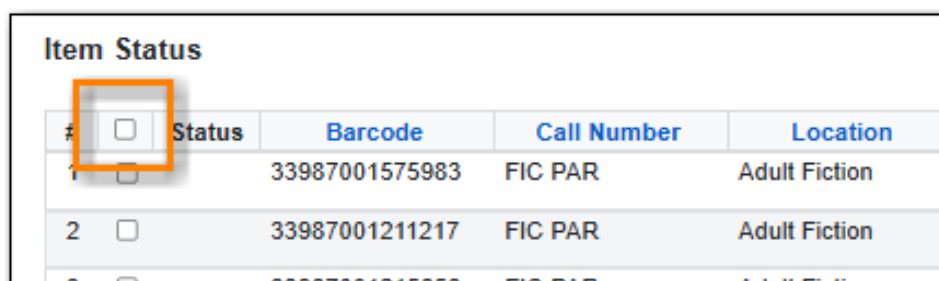 Item Status
# Status Barcode Call Number Location
1 33987001575983 FIC PAR Adult Fiction
2 33987001211217 FIC PAR Adult Fiction